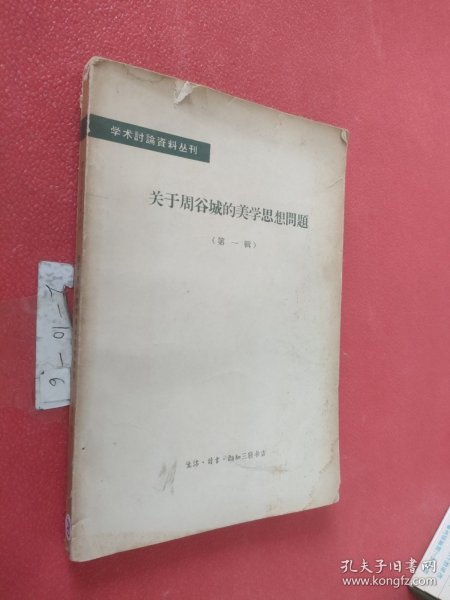 学术討論資料丛刊
关于周谷城的美学思想問題
（第一輯）
生活·讀書·新知三联书店
孔夫子旧书网
www.kongfz.com